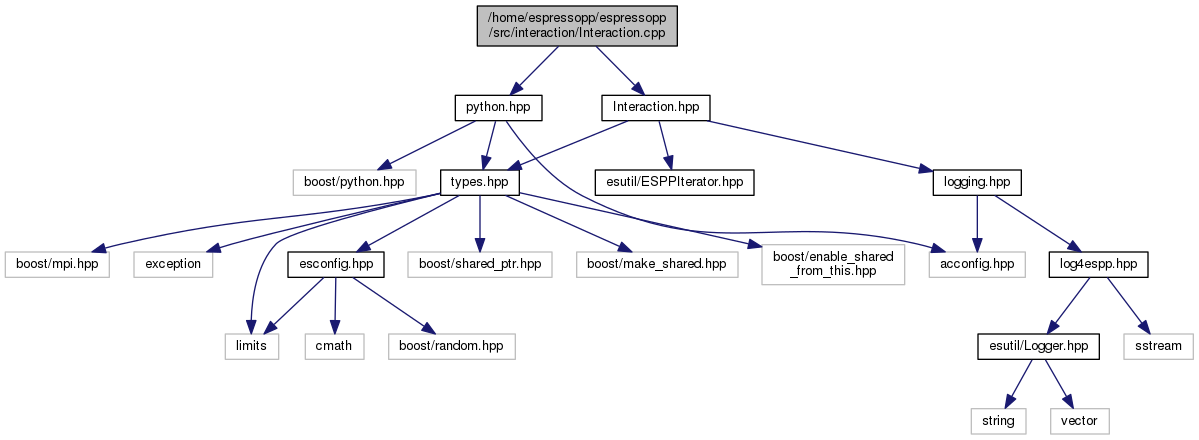 /home/espressopp/espressopp
/src/interaction/Interaction.cpp
python.hpp
Interaction.hpp
boost/python.hpp
types.hpp
esutil/ESPPIterator.hpp
logging.hpp
boost/mpi.hpp
exception
esconfig.hpp
boost/shared_ptr.hpp
boost/make_shared.hpp
boost/enable_shared
_from_this.hpp
acconfig.hpp
log4espp.hpp
limits
cmath
boost/random.hpp
esutil/Logger.hpp
sstream
string
vector